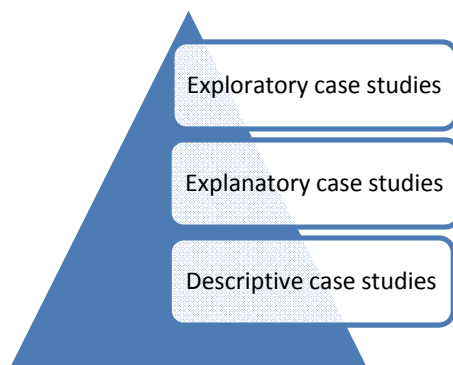 Exploratory case studies
Explanatory case studies
Descriptive case studies